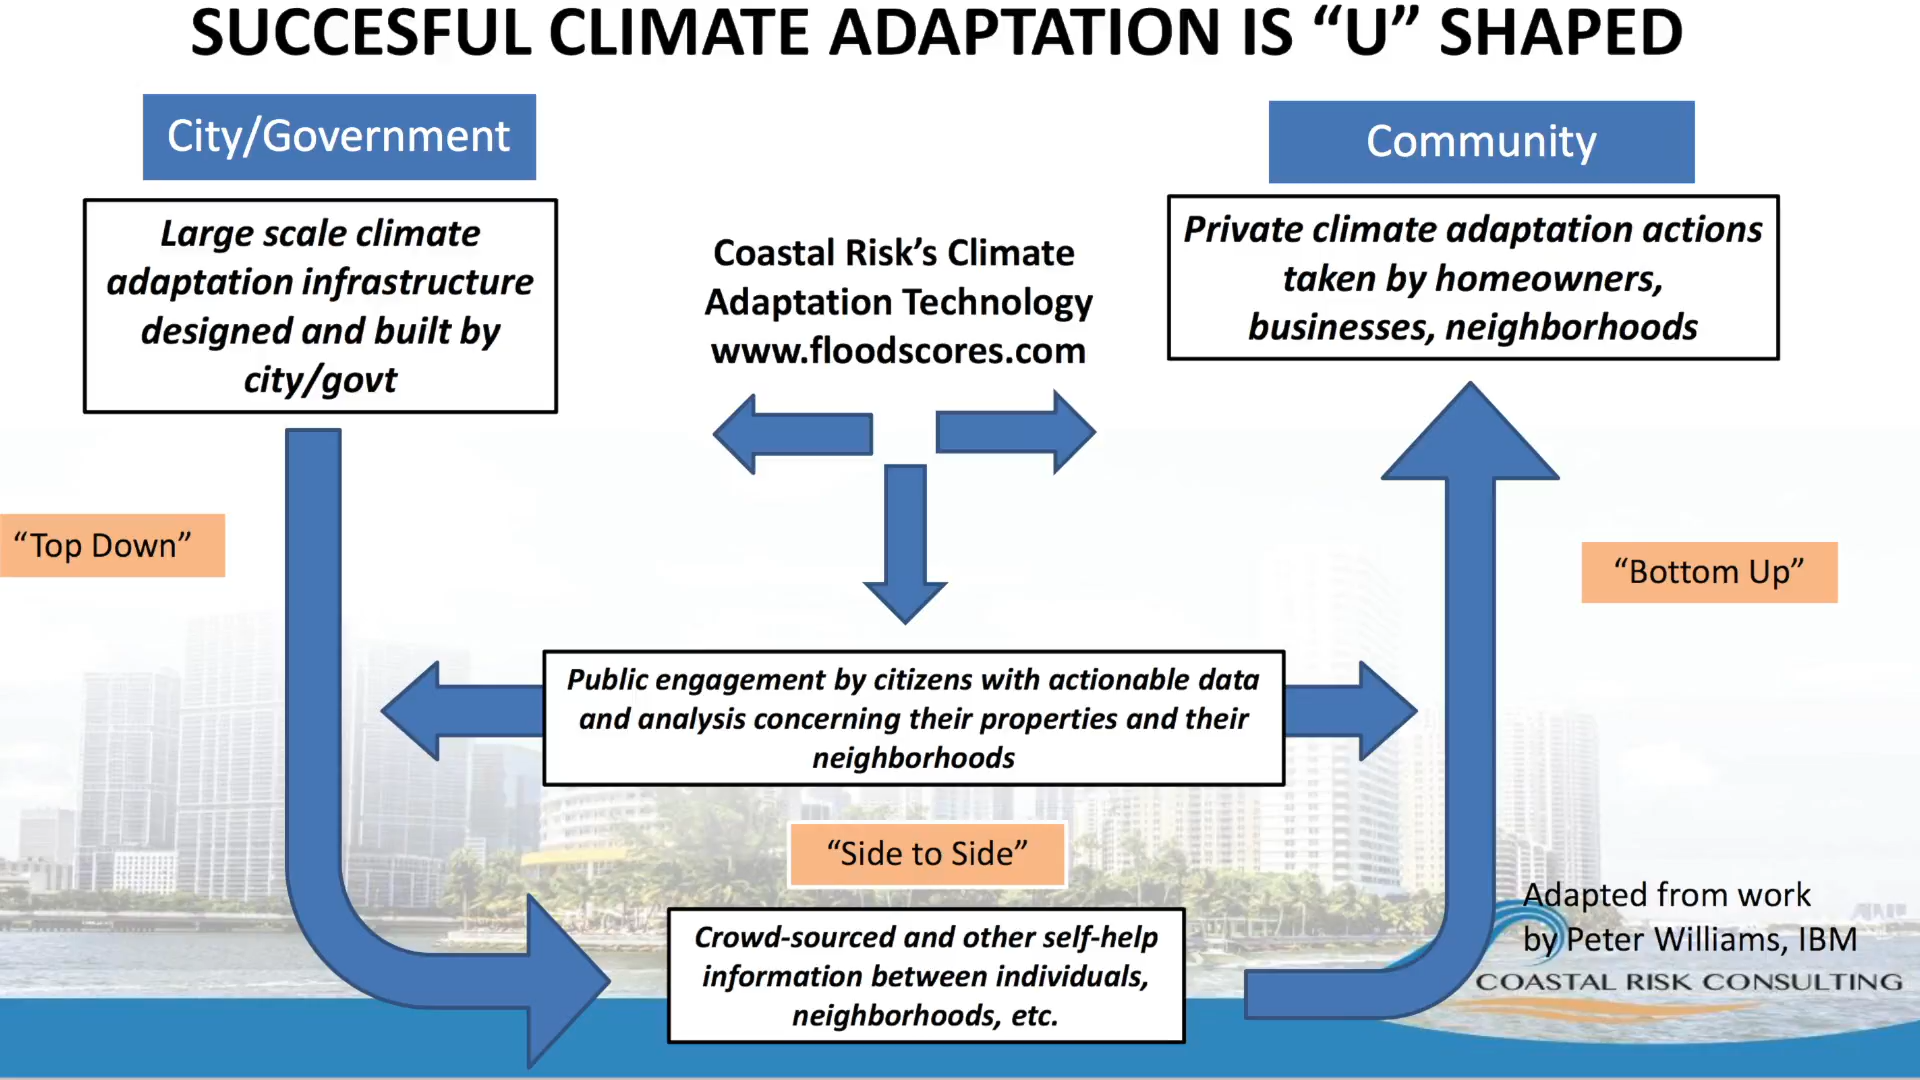 SUCCESFUL CLIMATE ADAPTATION IS “U” SHAPED
City/Government
Large scale climate
adaptation infrastructure
designed and built by
city/govt
Coastal Risk’s Climate
Adaptation Technology
www.floodscores.com
Community
Private climate adaptation actions
taken by homeowners,
businesses, neighborhoods
“Top Down”
“Bottom Up”
Public engagement by citizens with actionable data
and analysis concerning their properties and their
neighborhoods
“Side to Side”
Crowd-sourced and other self-help
information between individuals,
neighborhoods, etc.
Adapted from work
by Peter Williams, IBM
COASTAL RISK CONSULTING